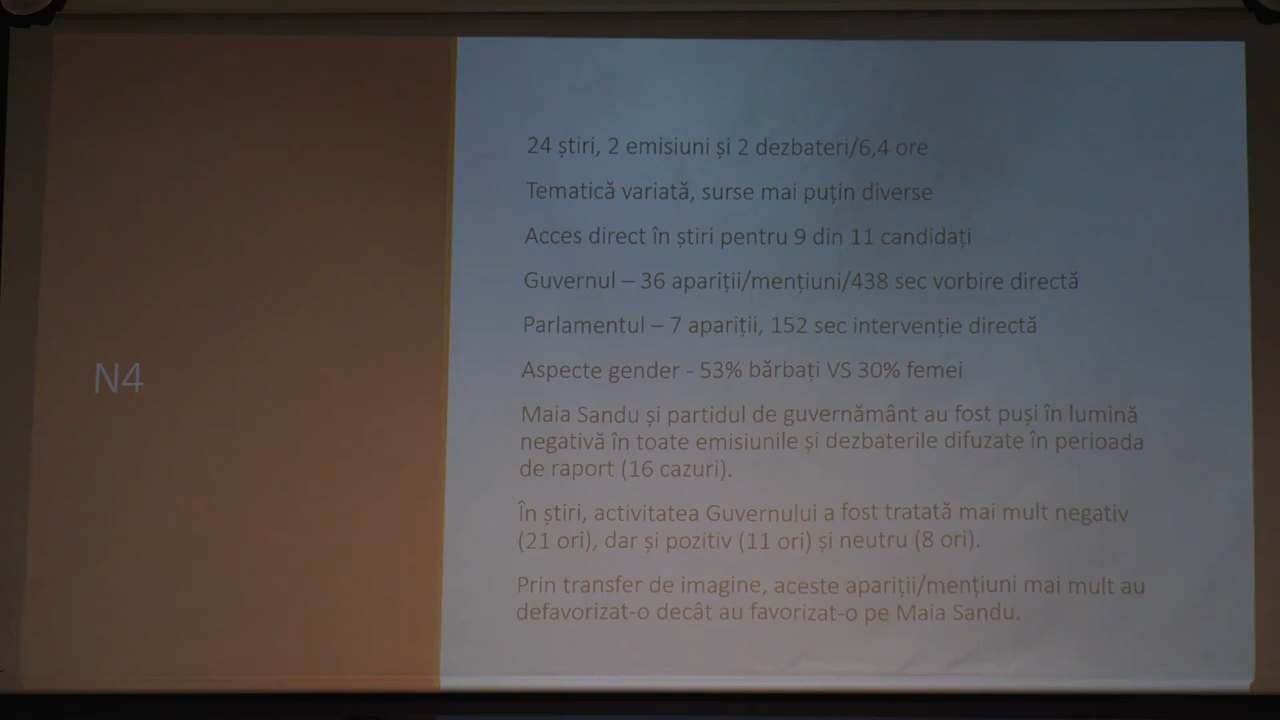 N4
24 știri, 2 emisiuni și 2 dezbateri/6,4 ore
Tematică variată, surse mai puțin diverse
Acces direct în știri pentru 9 din 11 candidați
Guvernul – 36 apariții/mențiuni/438 sec vorbire directă
Parlamentul – 7 apariții, 152 sec intervenție directă
Aspecte gender - 53% bărbați VS 30% femei
Maia Sandu și partidul de guvernământ au fost puși în lumină
negativă în toate emisiunile și dezbaterile difuzate în perioada
de raport (16 cazuri).
În știri, activitatea Guvernului a fost tratată mai mult negativ
(21 ori), dar și pozitiv (11 ori) și neutru (8 ori).
Prin transfer de imagine, aceste apariții/mențiuni mai mult au
defavorizat-o decât au favorizat-o pe Maia Sandu.